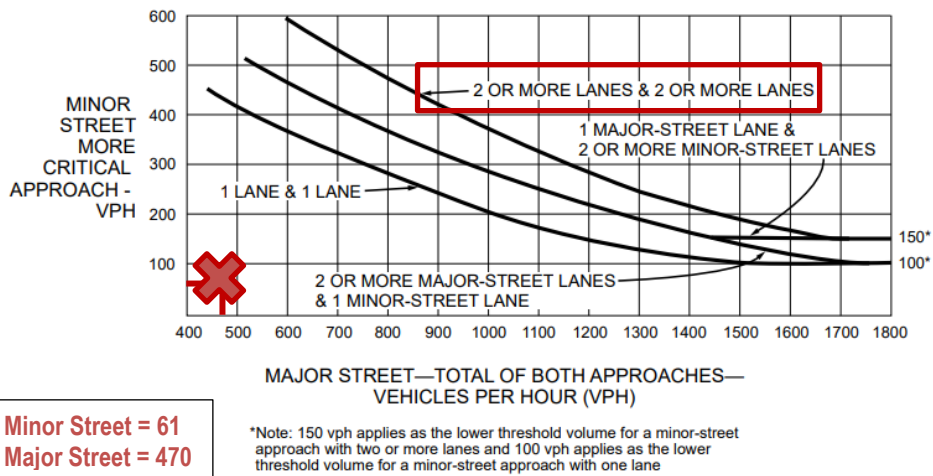 600
500
400
300
200
100
MINOR
STREET
MORE
CRITICAL
APPROACH -
VPH
2 OR MORE LANES & 2 OR MORE LANES
1 MAJOR-STREET LANE &
2 OR MORE MINOR-STREET LANES
1 LANE & 1 LANE
150*
100*
2 OR MORE MAJOR-STREET LANES
& 1 MINOR-STREET LANE
400 500 600 700 800 900 1000 1100 1200 1300 1400 1500 1600 1700 1800
MAJOR STREET—TOTAL OF BOTH APPROACHES—
VEHICLES PER HOUR (VPH)
Minor Street = 61
Major Street = 470
*Note: 150 vph applies as the lower threshold volume for a minor-street
approach with two or more lanes and 100 vph applies as the lower
threshold volume for a minor-street approach with one lane